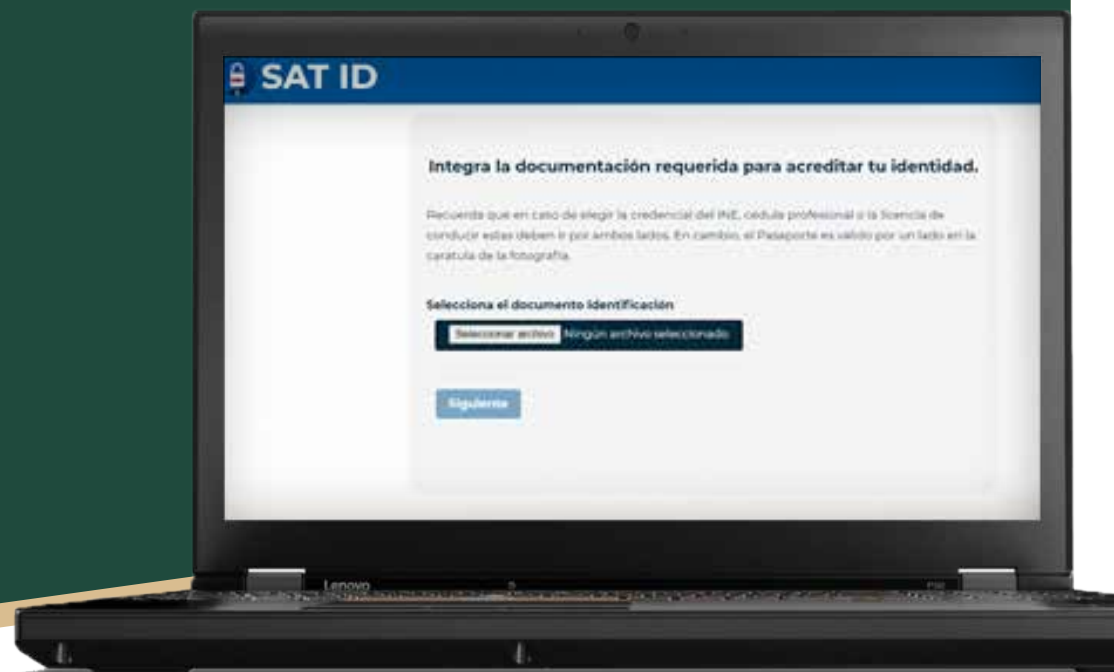 SAT ID
Integra la documentación requerida para acreditar tu identidad.
Recuerda que en caso de elegir la credencial del INE, cédula profesional o la licencia de
conducir estas deben ir por ambos lados. En cambio, el Pasaporte es valido por un lado en la
caratula de la fotografía.
Selecciona el documento identificación
Seleccionar archivo Ningún archivo seleccionado
Siguiente
Lenovo